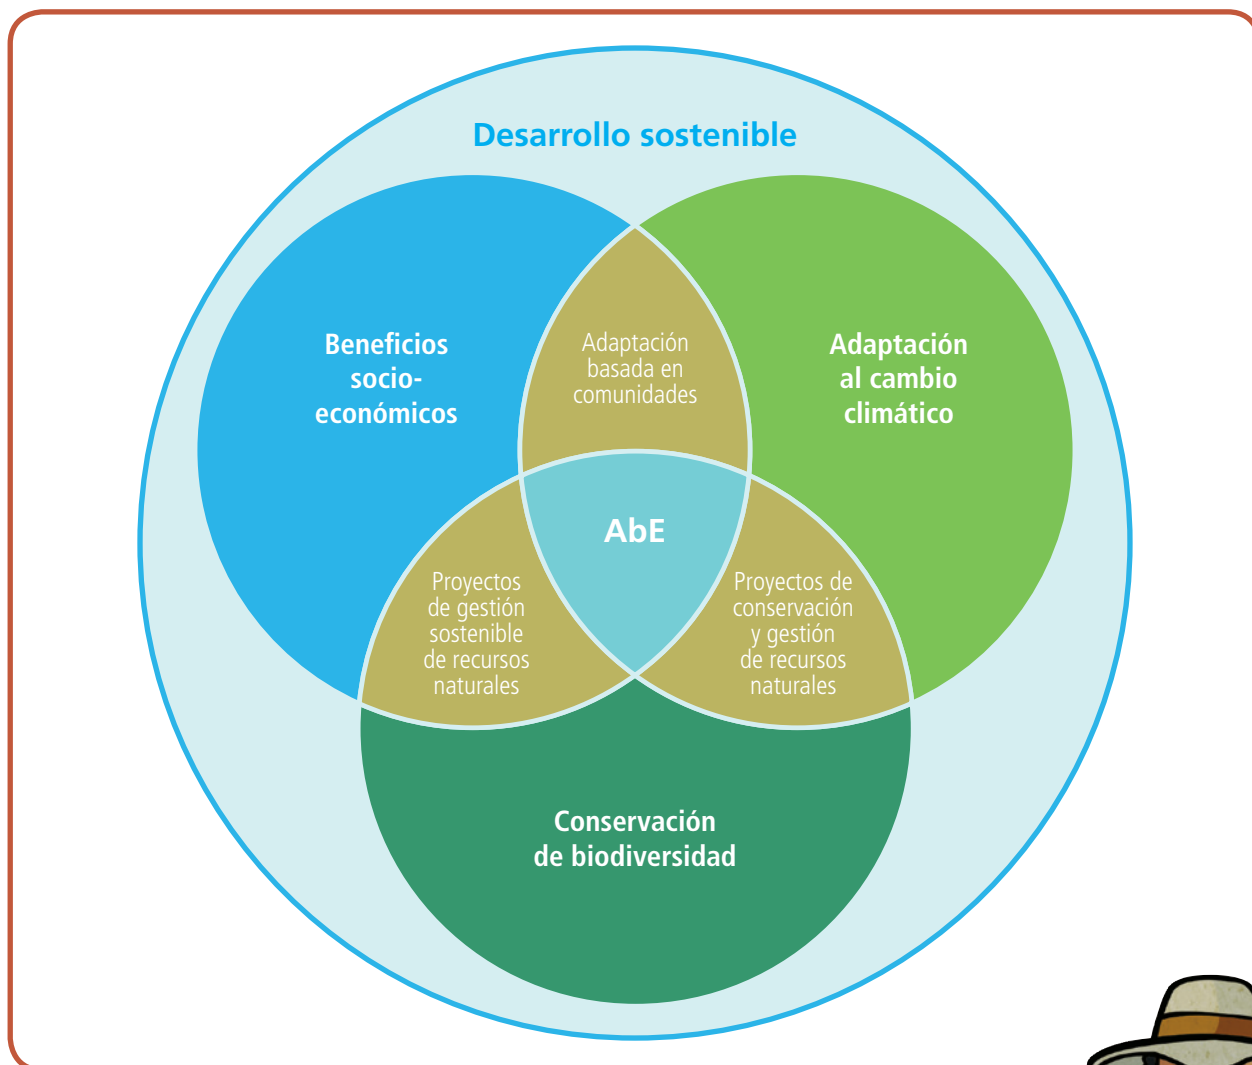 Desarrollo sostenible
Beneficios
socio-
económicos
Adaptación
basada en
comunidades
Adaptación
al cambio
climático
AbE
Proyectos
de gestión
sostenible
de recursos
naturales
Proyectos de
conservación
y gestión
de recursos
naturales
Conservación
de biodiversidad